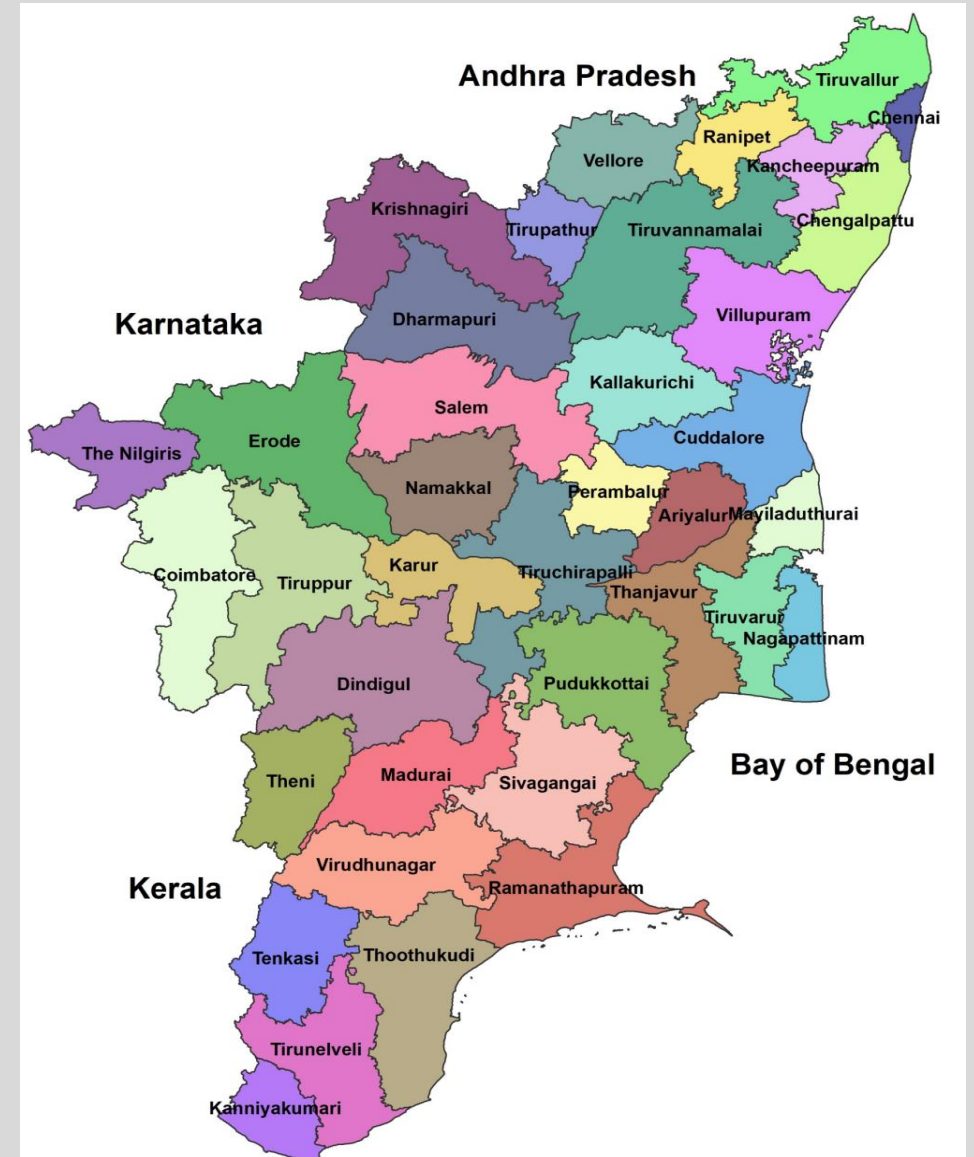 Andhra Pradesh
Tiruvallur
Chennai
Ranipet
Vellore
Kancheepuram
Krishnagiri
Chengalpattu
Tirupathur
Tiruvannamalai
Karnataka
Dharmapuri
Villupuram
Kallakurichi
Salem
Cuddalore
Erode
The Nilgiris
Namakkal
Perambalur
Ariyalur
Mayiladuthurai
Karur
Tiruchirapalli
Coimbatore
Tiruppur
Thanjavur
Tiruvarur
Nagapattinam
Dindigul
Pudukkottai
Bay of Bengal
Madurai
Theni
Sivagangai
Virudhunagar
Kerala
Ramanathapuram
Tenkasi
Thoothukudi
Tirunelveli
Kanniyakumari